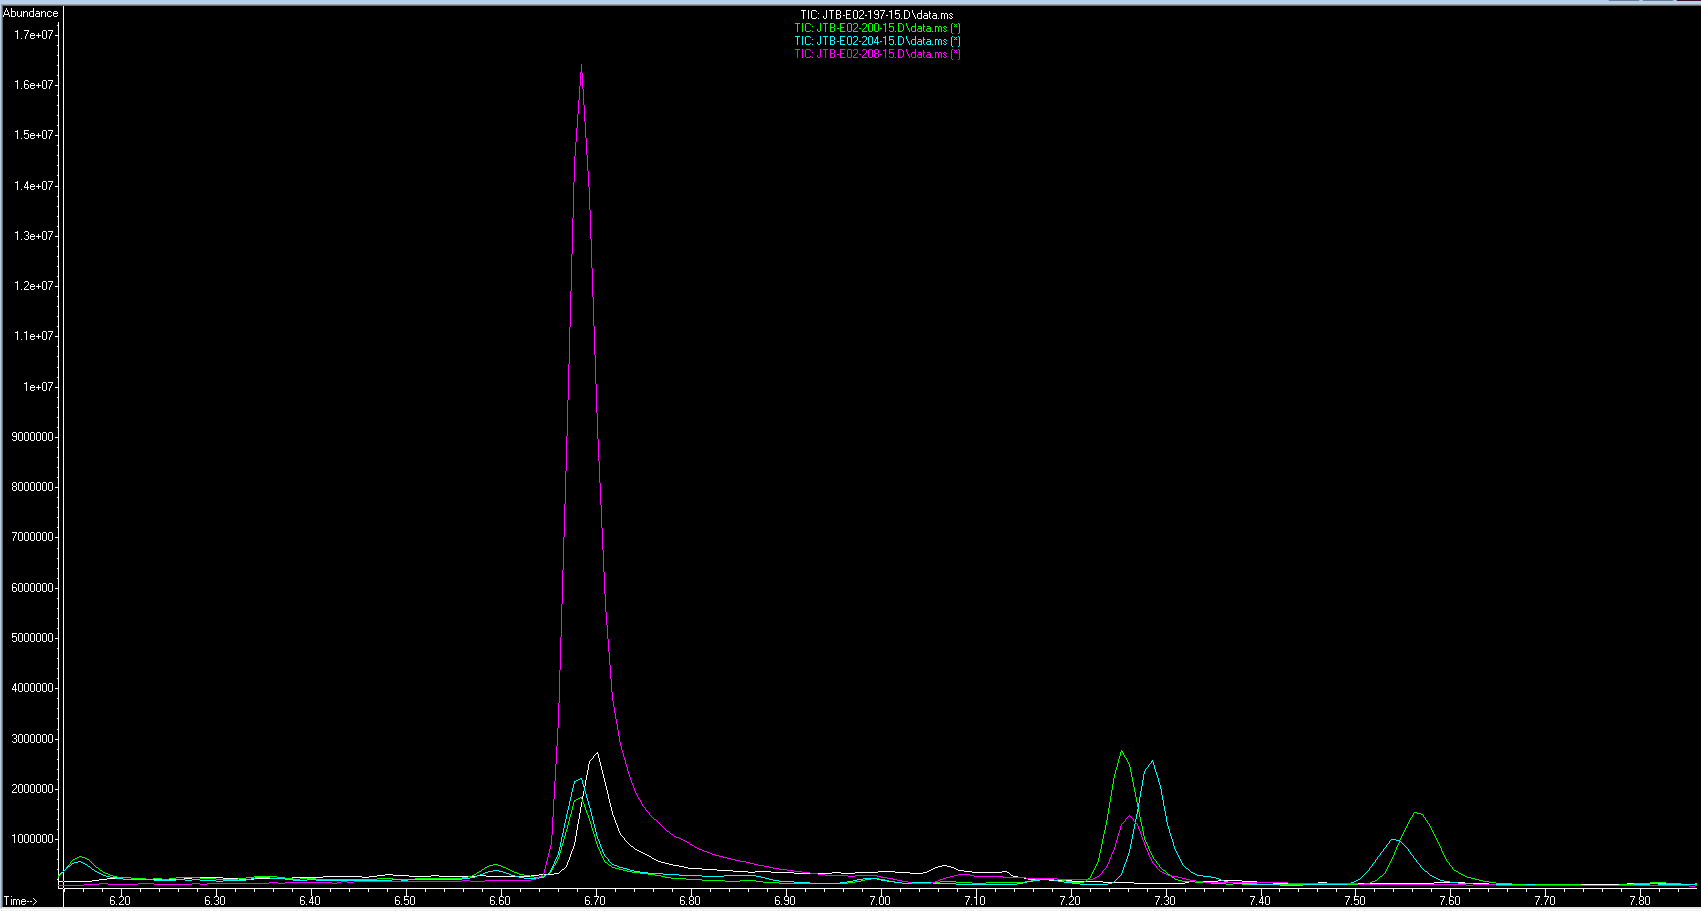 Abundance
TIC: JTB-E02-197-15.D\data.ms
TIC: JTB-E02-200-15.D\data.ms (*)
TIC: JTB-E02-204-15.D\data.ms (*)
TIC: JTB-E02-208-15.D\data.ms (*)
1.7e+07
1.6e+07
1.5e+07
1.4e+07
1.3e+07
1.2e+07
1.1e+07
1e+07
9000000
8000000
7000000
6000000
5000000
4000000
3000000
2000000
1000000
Time-->
6.20 6.30 6.40 6.50 6.60 6.70 6.80 6.90 7.00 7.10 7.20 7.30 7.40 7.50 7.60 7.70 7.80